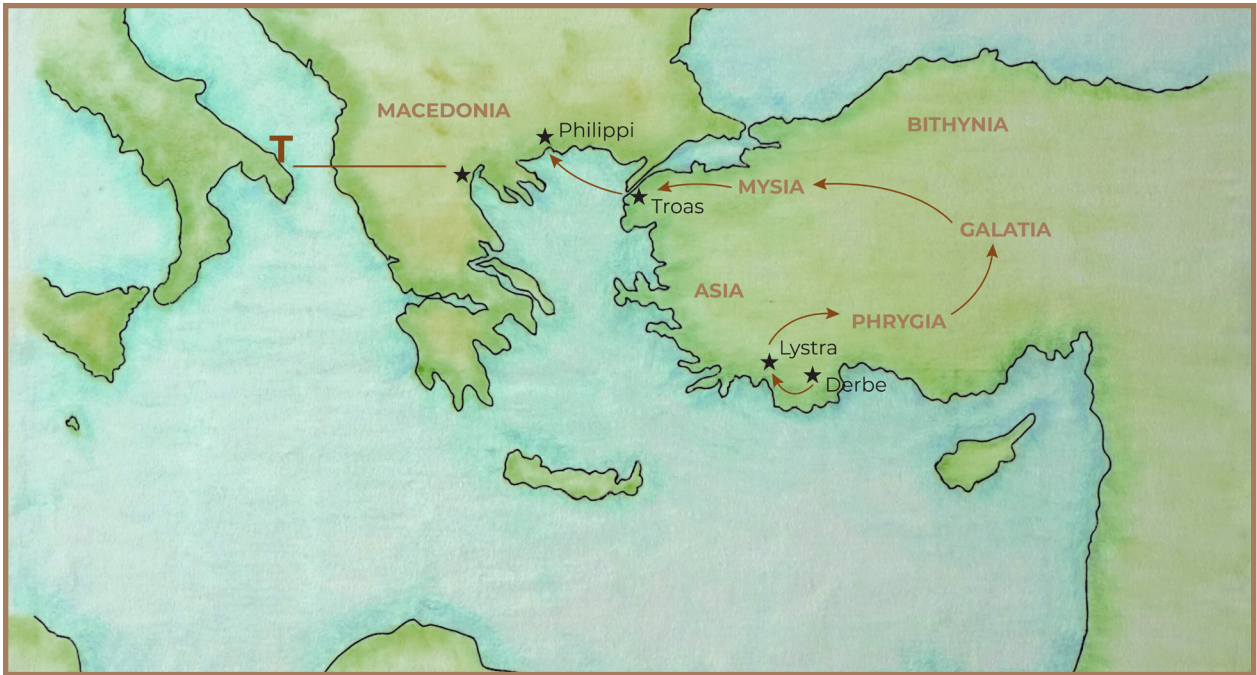 MACEDONIA
Philippi
BITHYNIA
T
MYSIA
Troas
GALATIA
ASIA
PHRYGIA
Lystra
Derbe